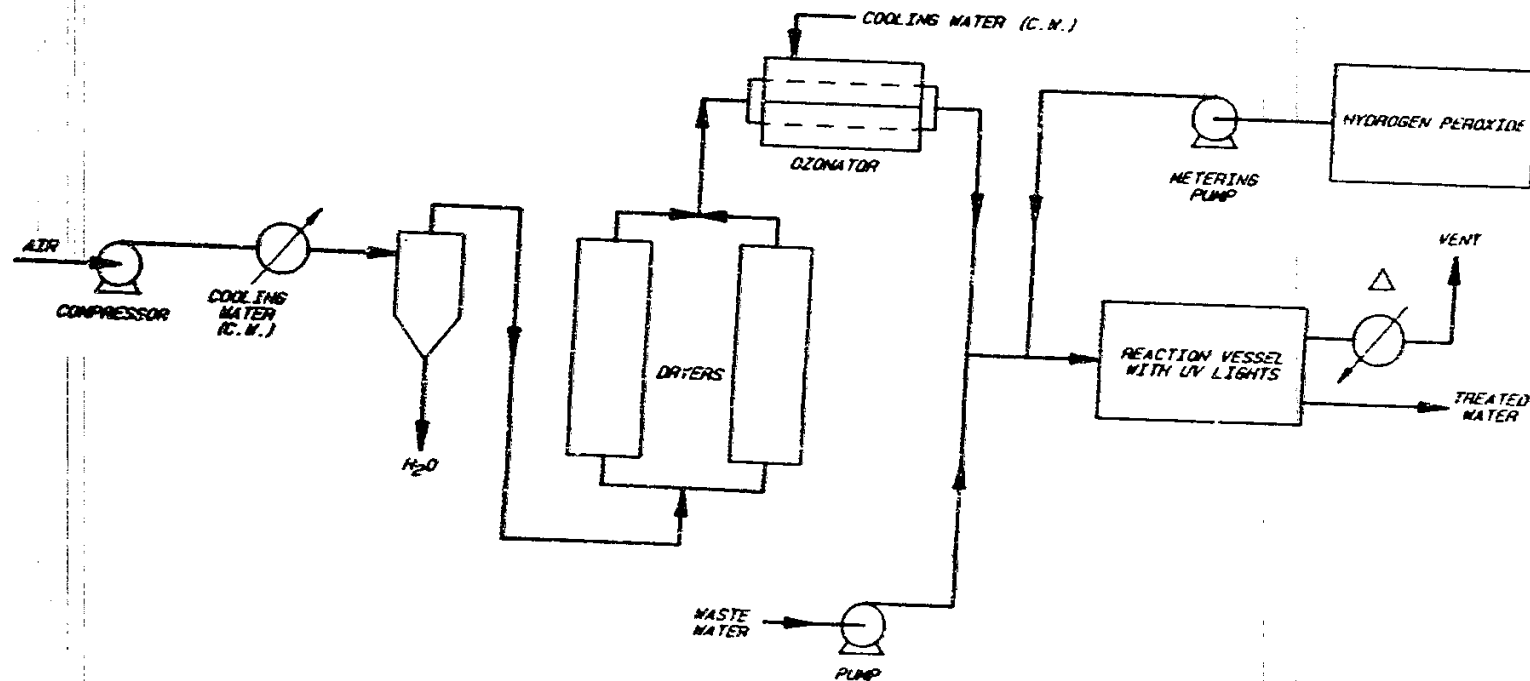 COOLING WATER (C.W.)
HYDROGEN PEROXIDE
OZONATOR
METERING
PUMP
AIR
VENT
COMPRESSOR
COOLING
WATER
(C.W.)
DRYERS
REACTION VESSEL
WITH UV LIGHTS
TREATED
WATER
H2O
WASTE
WATER
PUMP